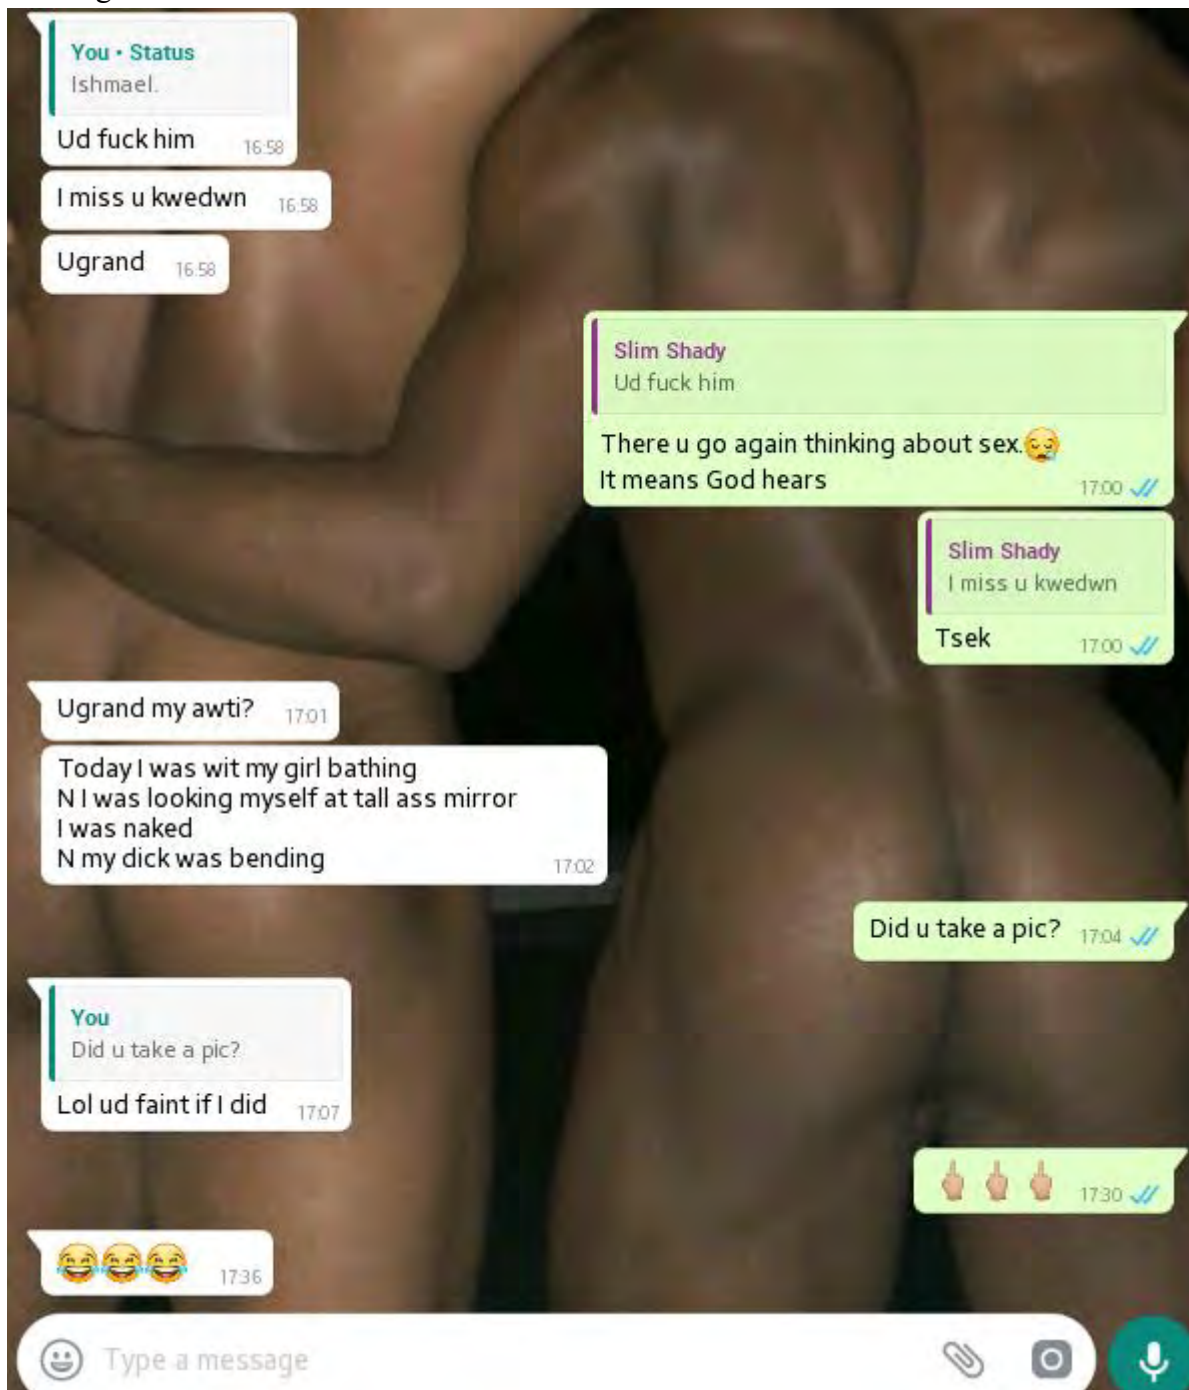 You • Status
Ishmael.
Ud fuck him 16:58
I miss u kwedwn 16:58
Ugrand 16:58
Slim Shady
Ud fuck him
There u go again thinking about sex.😪
It means God hears 17:00
Slim Shady
I miss u kwedwn
Tsek 17:00
Ugrand my awti? 17:01
Today I was wit my girl bathing
N I was looking myself at tall ass mirror
I was naked
N my dick was bending 17:02
Did u take a pic? 17:04
You
Did u take a pic?
Lol ud faint if I did 17:07
🖕🖕🖕 17:30
😂😂😂 17:36
Type a message